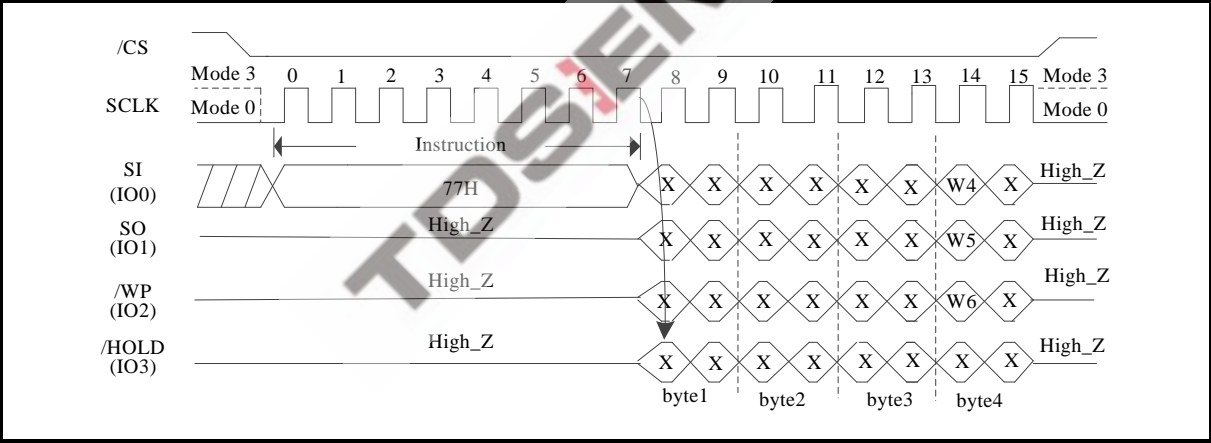 /CS
Mode 3 0 1 2 3 4 5 6 7 8 9 10 11 12 13 14 15 Mode 3
SCLK Mode 0 Mode 0
Instruction
SI
(IO0) 77H X X X X X X W4 X High_Z
SO
(IO1) High_Z X X X X X X W5 X High_Z
/WP
(IO2) High_Z X X X X X X W6 X High_Z
/HOLD
(IO3) High_Z X X X X X X X X High_Z
byte1 byte2 byte3 byte4